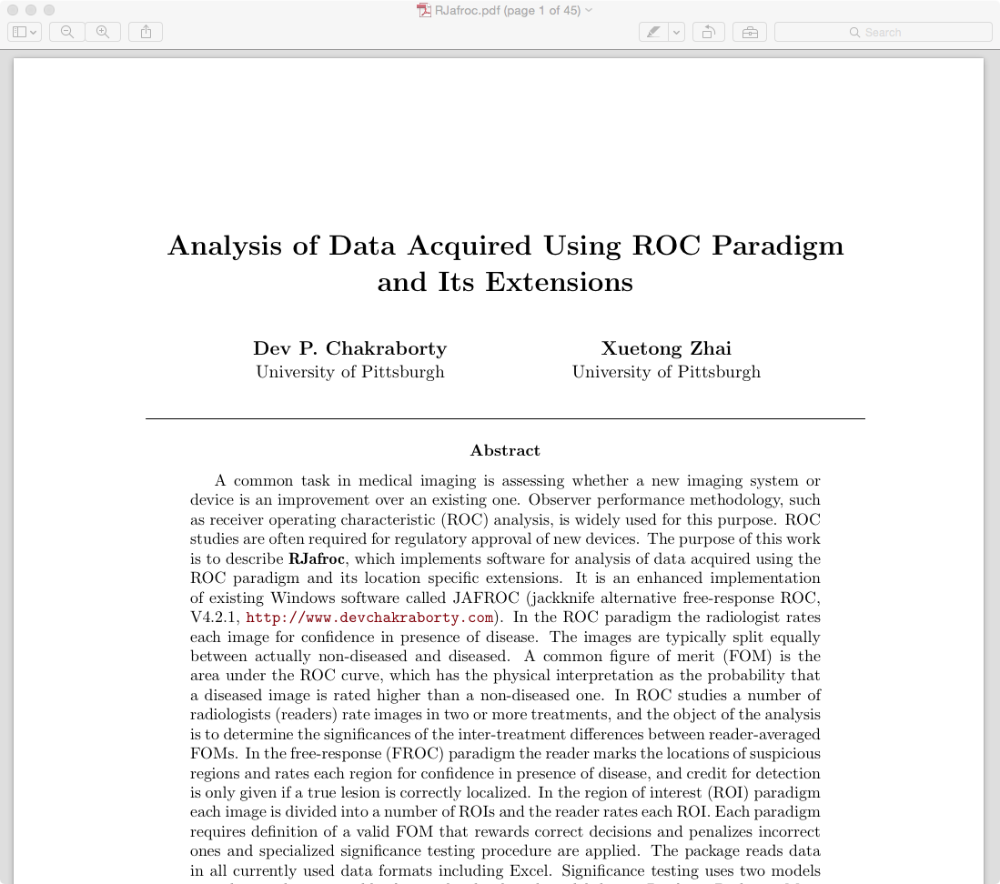 RJafroc.pdf (page 1 of 45)
Search
Analysis of Data Acquired Using ROC Paradigm
and Its Extensions
Dev P. Chakraborty
University of Pittsburgh
Xuetong Zhai
University of Pittsburgh
Abstract
A common task in medical imaging is assessing whether a new imaging system or
device is an improvement over an existing one. Observer performance methodology, such
as receiver operating characteristic (ROC) analysis, is widely used for this purpose. ROC
studies are often required for regulatory approval of new devices. The purpose of this work
is to describe RJafroc, which implements software for analysis of data acquired using the
ROC paradigm and its location specific extensions. It is an enhanced implementation
of existing Windows software called JAFROC (jackknife alternative free-response ROC,
V4.2.1, http://www.devchakraborty.com). In the ROC paradigm the radiologist rates
each image for confidence in presence of disease. The images are typically split equally
between actually non-diseased and diseased. A common figure of merit (FOM) is the
area under the ROC curve, which has the physical interpretation as the probability that
a diseased image is rated higher than a non-diseased one. In ROC studies a number of
radiologists (readers) rate images in two or more treatments, and the object of the analysis
is to determine the significances of the inter-treatment differences between reader-averaged
FOMs. In the free-response (FROC) paradigm the reader marks the locations of suspicious
regions and rates each region for confidence in presence of disease, and credit for detection
is only given if a true lesion is correctly localized. In the region of interest (ROI) paradigm
each image is divided into a number of ROIs and the reader rates each ROI. Each paradigm
requires definition of a valid FOM that rewards correct decisions and penalizes incorrect
ones and specialized significance testing procedure are applied. The package reads data
in all currently used data formats including Excel. Significance testing uses two models